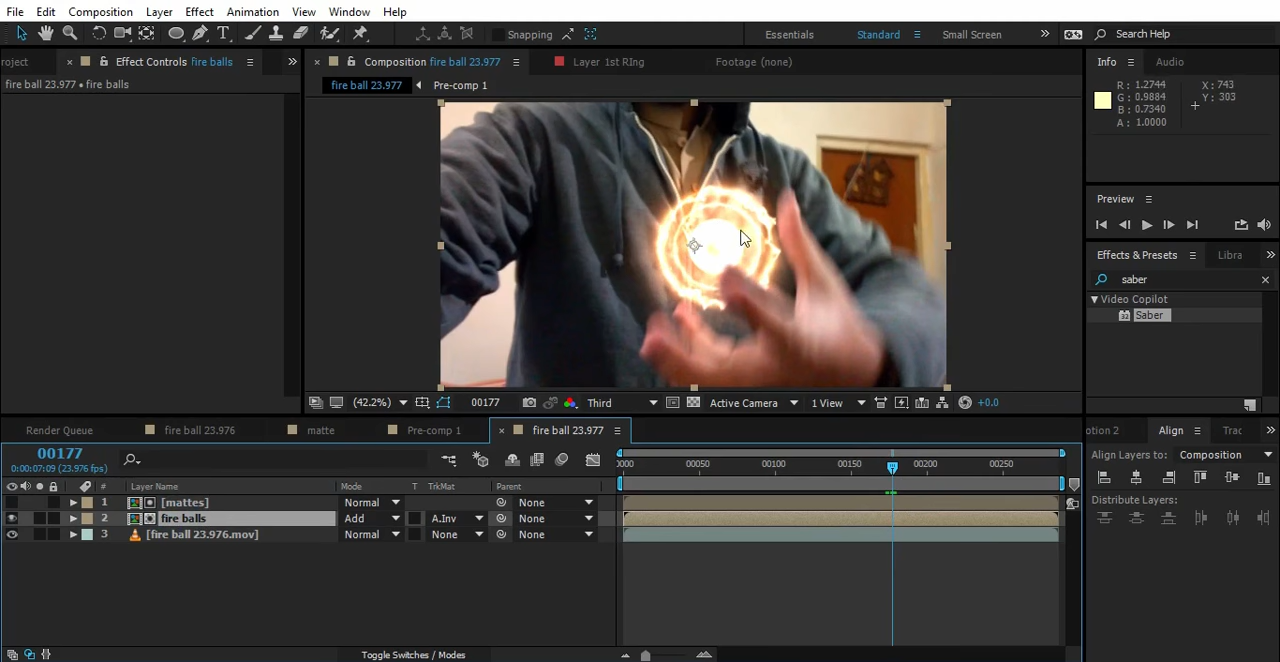 File Edit Composition Layer Effect Animation View Window Help
Snapping Essentials Standard Small Screen Search Help
roject Effect Controls fire balls
fire ball 23.977 • fire balls
Composition fire ball 23.977 Layer 1st RIng Footage (none)
fire ball 23.977 Pre-comp 1
(42.2%) 00177 Third Active Camera 1 View +0.0
Info Audio
R : 1.2744 X : 743
G : 0.9884 Y : 303
B : 0.7340
A : 1.0000
Preview
Effects & Presets Libra
saber
Video Copilot
Saber
Render Queue fire ball 23.976 matte Pre-comp 1 fire ball 23.977
00177
0:00:07:09 (23.976 fps)
0000 00050 00100 00150 00200 00250
# Layer Name Mode T TrkMat Parent
1 [mattes] Normal None
2 fire balls Add A.Inv None
3 [fire ball 23.976.mov] Normal None None
Toggle Switches / Modes
otion 2 Align Trac
Align Layers to: Composition
Distribute Layers: